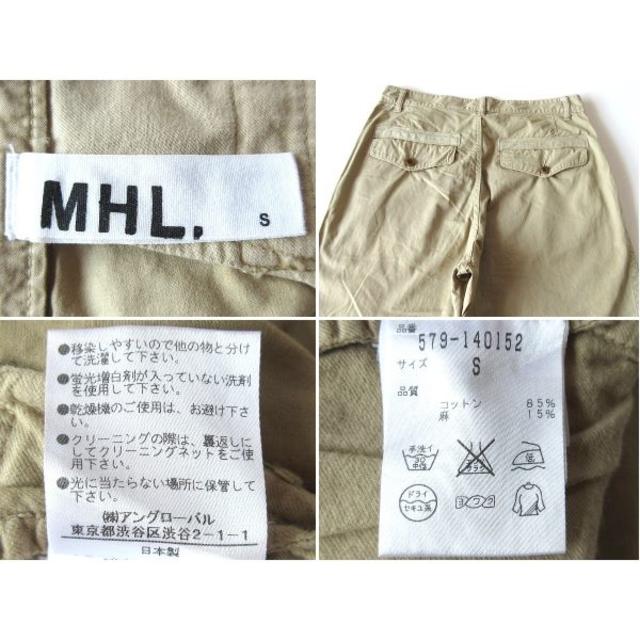 MHL. S
●移染しやすいので他の物と分け
て洗濯して下さい。
●蛍光増白剤が入っていない洗剤
を使用して下さい。
●乾燥機のご使用は、お避け下さ
い。
●クリーニングの際は、裏返しに
してクリーニングネットをご使
用下さい。
●光に当たらない場所に保管して
下さい。
㈱アングローバル
東京都渋谷区渋谷2-1-1
日本製
品番
579-140152
サイズ
S
品質
コットン 85%
麻 15%
手洗イ
30
中性
低
ドライ
セキユ系
ヨワク